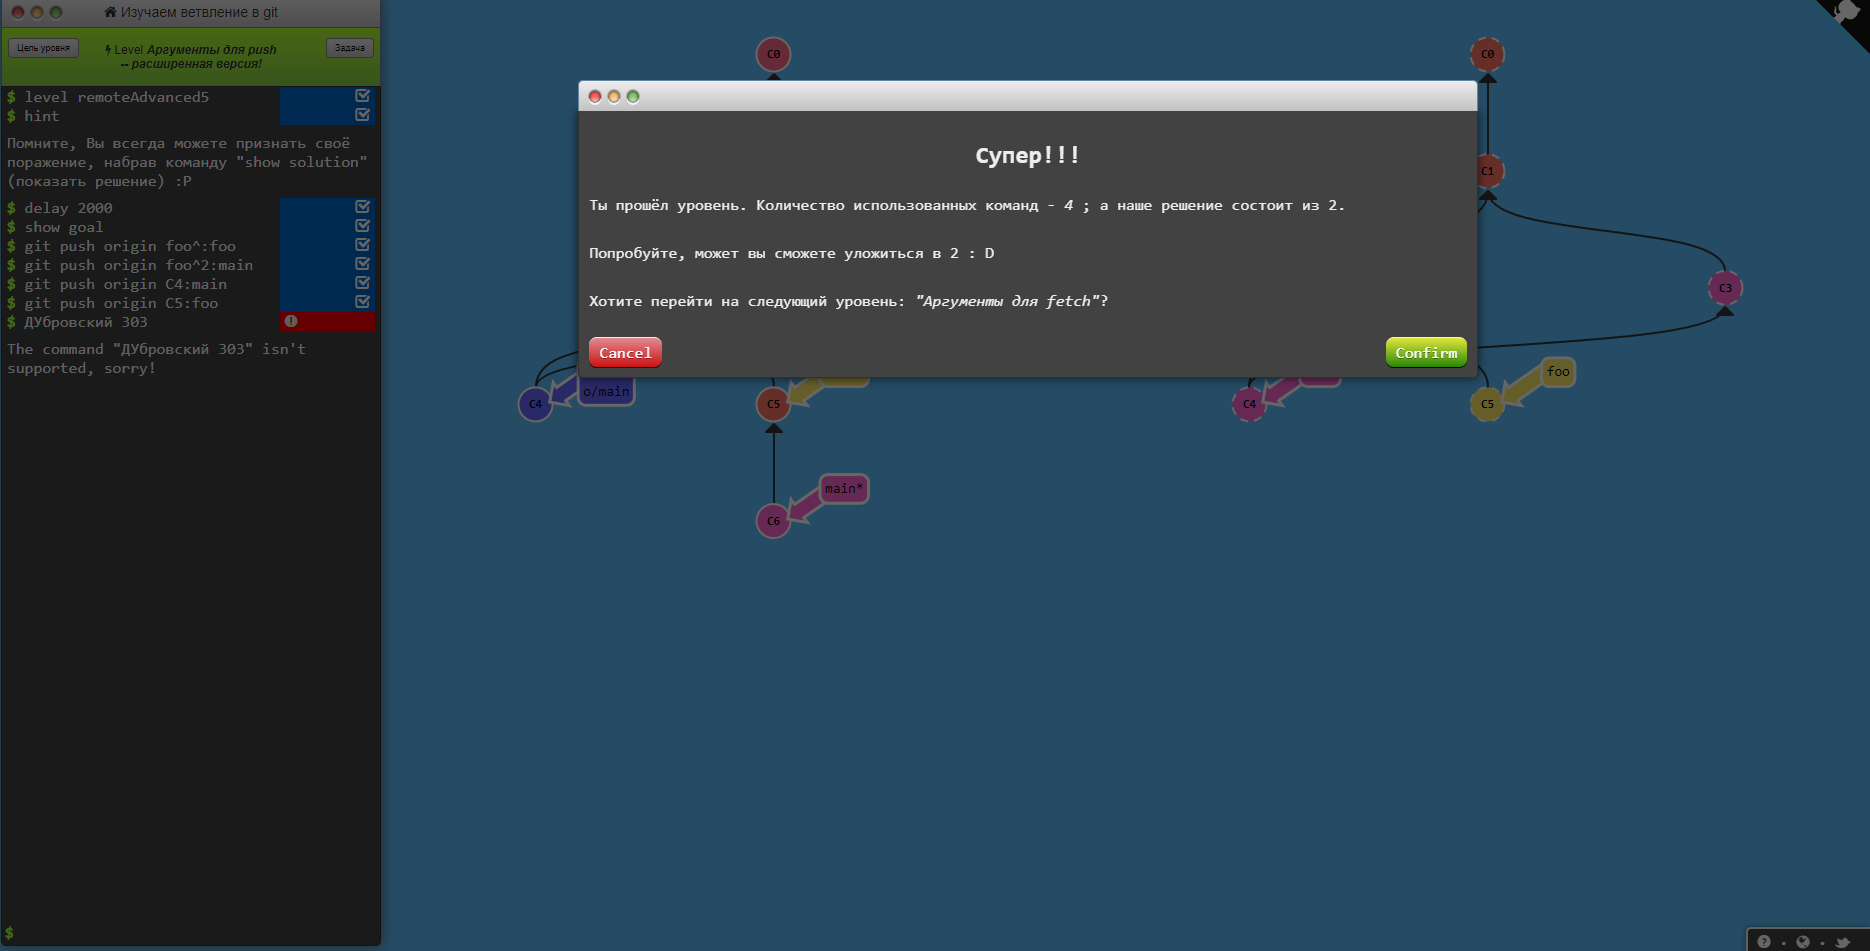 Изучаем ветвление в git
Цель уровня
Level Аргументы для push
-- расширенная версия!
Задача
$ level remoteAdvanced5
$ hint
Помните, Вы всегда можете признать своё
поражение, набрав команду "show solution"
(показать решение) :P
$ delay 2000
$ show goal
$ git push origin foo^:foo
$ git push origin foo^2:main
$ git push origin C4:main
$ git push origin C5:foo
$ ДУбровский 303
The command "ДУбровский 303" isn't
supported, sorry!
$
C0
C0
Супер!!!
Ты прошёл уровень. Количество использованных команд - 4 ; а наше решение состоит из 2.
Попробуйте, может вы сможете уложиться в 2 : D
Хотите перейти на следующий уровень: "Аргументы для fetch"?
Cancel
Confirm
C1
C3
C4
o/main
C5
C4
C5
foo
C6
main*